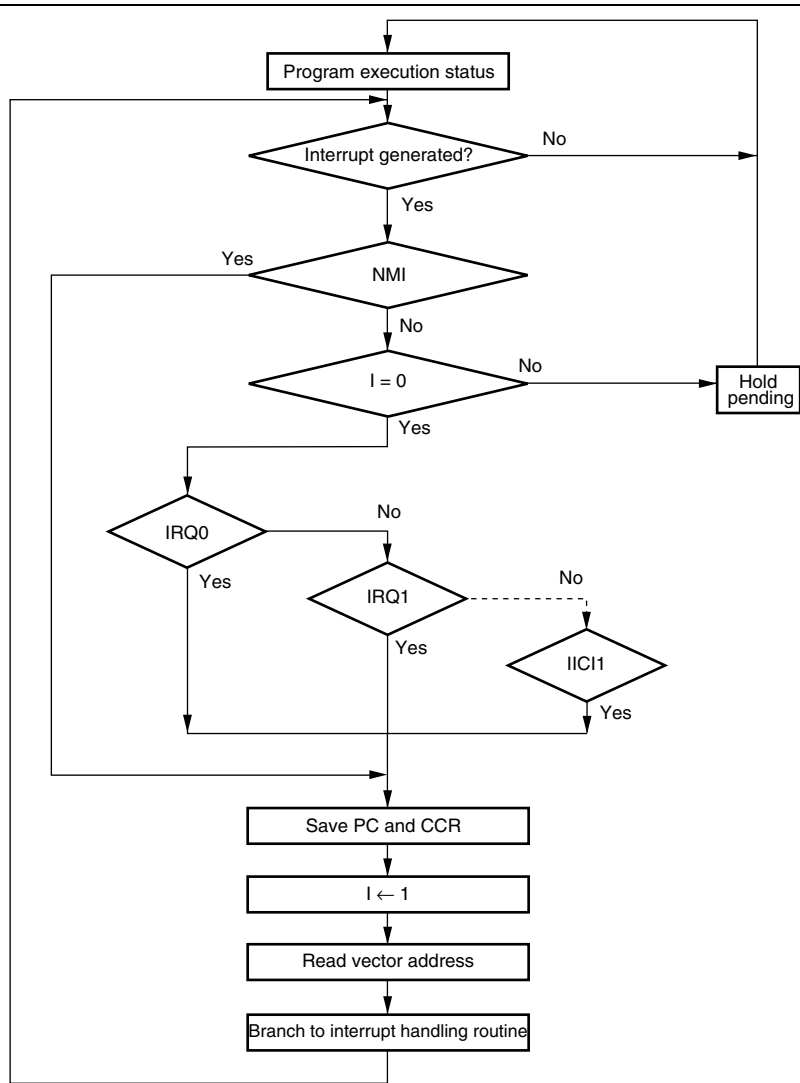 Program execution status
Interrupt generated?
No
Yes
Yes
NMI
No
I = 0
No
Hold
pending
Yes
IRQ0
No
Yes
IRQ1
No
Yes
IICI1
Yes
Save PC and CCR
I ← 1
Read vector address
Branch to interrupt handling routine